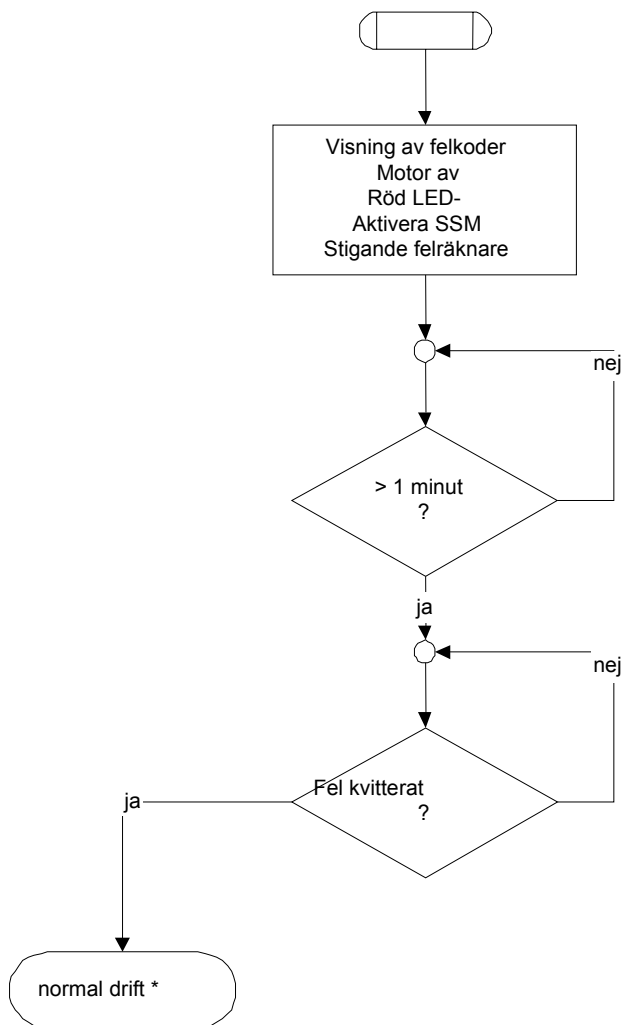 Visning av felkoder
Motor av
Röd LED-
Aktivera SSM
Stigande felräknare
nej
> 1 minut
?
ja
nej
Fel kvitterat
?
ja
normal drift *